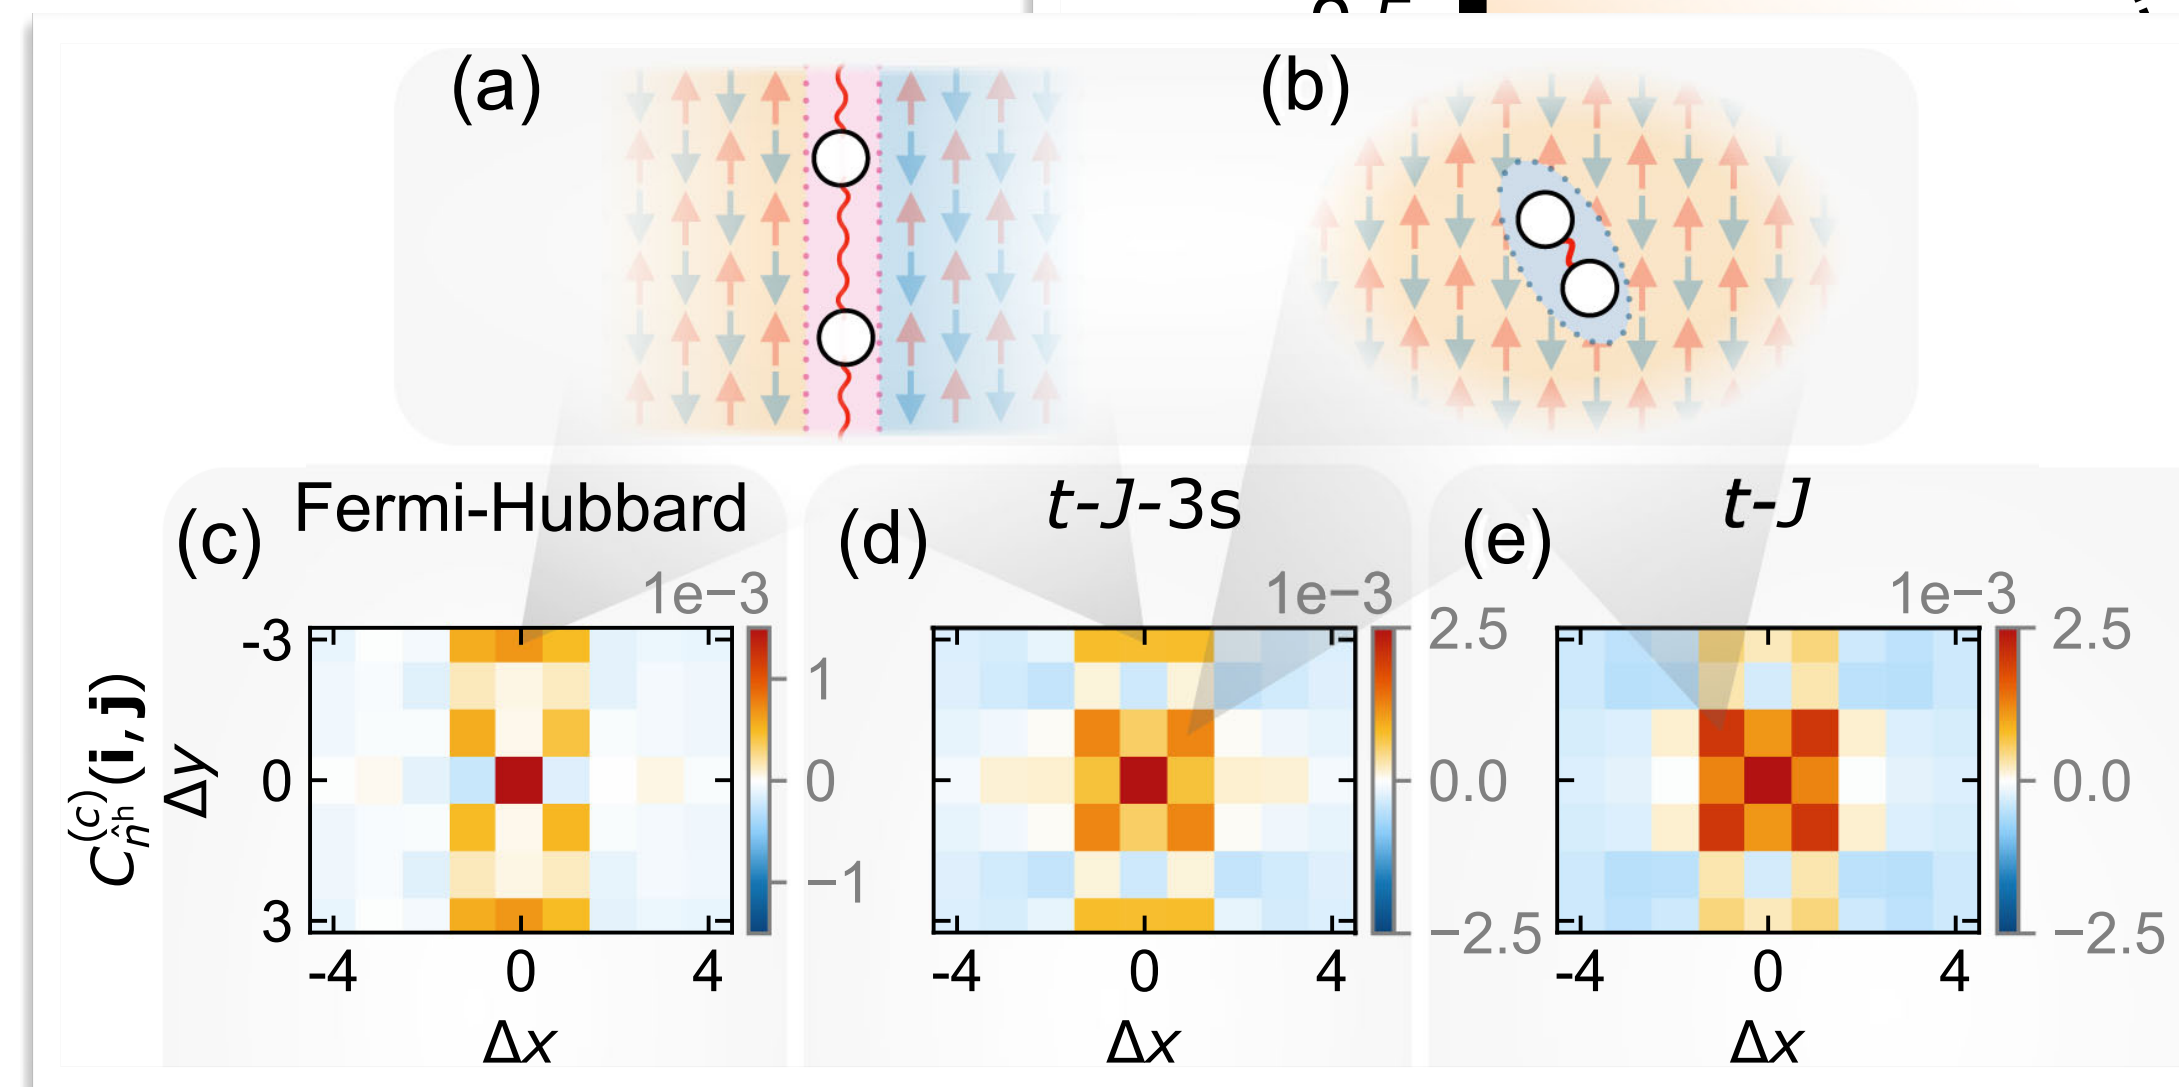 (a)
(b)
(c) Fermi-Hubbard
(d) t-J-3s
(e) t-J
1e−3
1e−3
1e−3
C^{(c)}_{n̂^h}(i,j)
Δy
-3
0
3
-4 0 4
Δx
1
0
−1
-4 0 4
Δx
2.5
0.0
−2.5
-4 0 4
Δx
2.5
0.0
−2.5